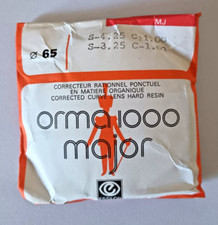 MJ
S-4.25 C-1.00
S-3.25 C-1.
ø 65
CORRECTEUR RATIONNEL PONCTUEL
EN MATIERE ORGANIQUE
CORRECTED CURVE LENS HARD RESIN
orma 1000
major